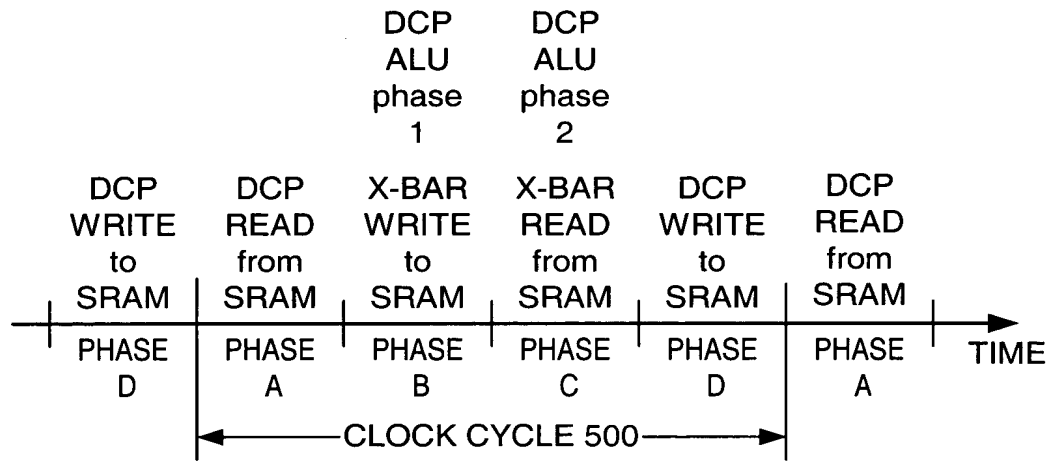 DCP DCP
ALU ALU
phase phase
1 2
DCP DCP X-BAR X-BAR DCP DCP
WRITE READ WRITE READ WRITE READ
to from to from to from
SRAM SRAM SRAM SRAM SRAM SRAM
PHASE PHASE PHASE PHASE PHASE PHASE TIME
D A B C D A
CLOCK CYCLE 500